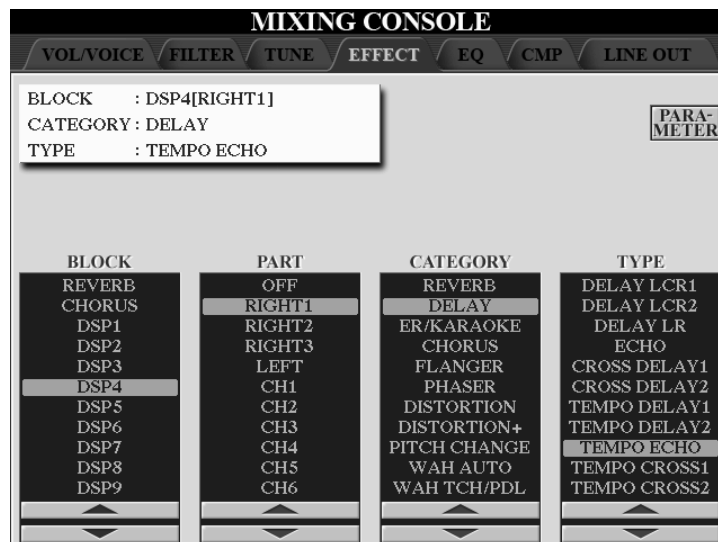 MIXING CONSOLE
VOL/VOICE FILTER TUNE EFFECT EQ CMP LINE OUT
BLOCK : DSP4[RIGHT1]
CATEGORY : DELAY
TYPE : TEMPO ECHO
PARA-
METER
BLOCK
REVERB
CHORUS
DSP1
DSP2
DSP3
DSP4
DSP5
DSP6
DSP7
DSP8
DSP9
PART
OFF
RIGHT1
RIGHT2
RIGHT3
LEFT
CH1
CH2
CH3
CH4
CH5
CH6
CATEGORY
REVERB
DELAY
ER/KARAOKE
CHORUS
FLANGER
PHASER
DISTORTION
DISTORTION+
PITCH CHANGE
WAH AUTO
WAH TCH/PDL
TYPE
DELAY LCR1
DELAY LCR2
DELAY LR
ECHO
CROSS DELAY1
CROSS DELAY2
TEMPO DELAY1
TEMPO DELAY2
TEMPO ECHO
TEMPO CROSS1
TEMPO CROSS2